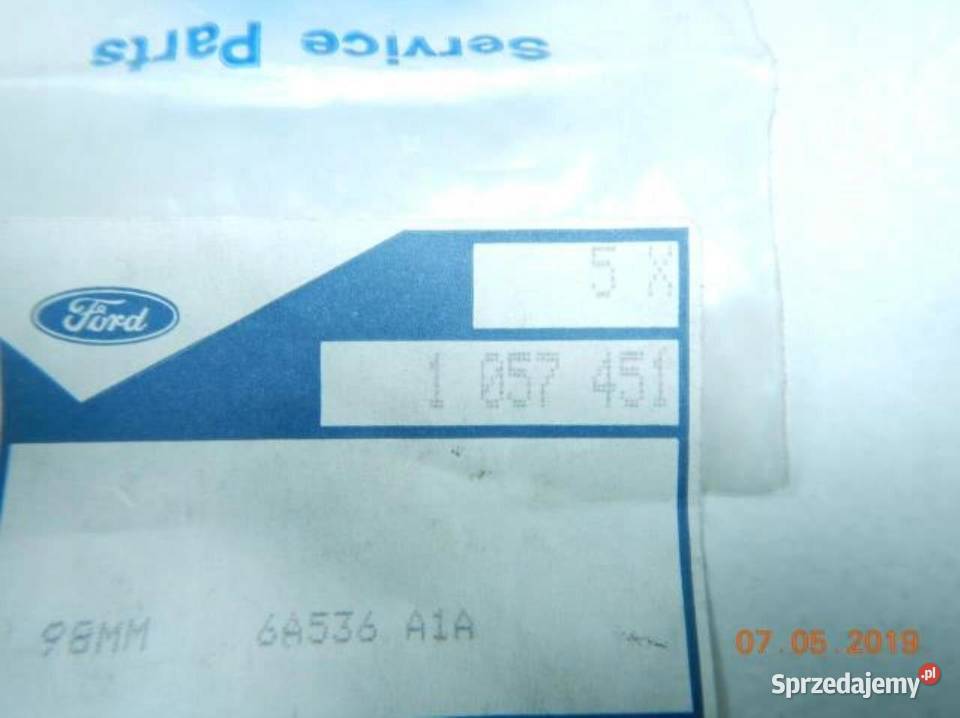 Service Parts
5 X
Ford
1 057 451
98MM 6A536 A1A
07.05.2019
Sprzedajemy.pl